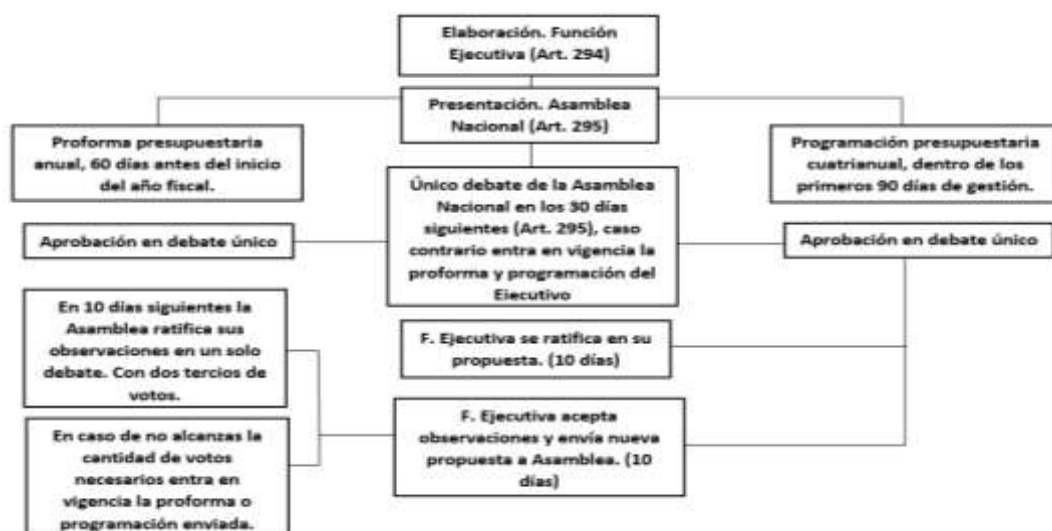 Elaboración. Función
Ejecutiva (Art. 294)
Presentación. Asamblea
Nacional (Art. 295)
Proforma presupuestaria
anual, 60 días antes del inicio
del año fiscal.
Programación presupuestaria
cuatrianual, dentro de los
primeros 90 días de gestión.
Único debate de la Asamblea
Nacional en los 30 días
siguientes (Art. 295), caso
contrario entra en vigencia la
proforma y programación del
Ejecutivo
Aprobación en debate único
Aprobación en debate único
En 10 días siguientes la
Asamblea ratifica sus
observaciones en un solo
debate. Con dos tercios de
votos.
F. Ejecutiva se ratifica en su
propuesta. (10 días)
F. Ejecutiva acepta
observaciones y envía nueva
propuesta a Asamblea. (10
días)
En caso de no alcanzas la
cantidad de votos
necesarios entra en
vigencia la proforma o
programación enviada.